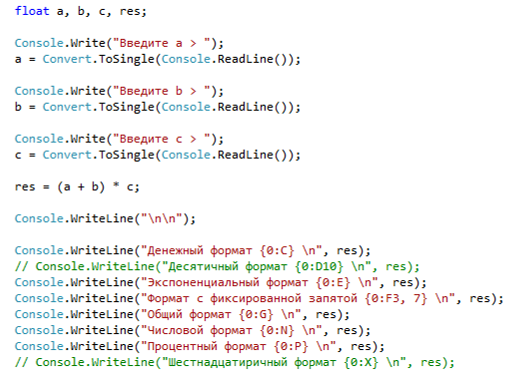 float a, b, c, res;
Console.Write("Введите a > ");
a = Convert.ToSingle(Console.ReadLine());
Console.Write("Введите b > ");
b = Convert.ToSingle(Console.ReadLine());
Console.Write("Введите c > ");
c = Convert.ToSingle(Console.ReadLine());
res = (a + b) * c;
Console.WriteLine("\n\n");
Console.WriteLine("Денежный формат {0:C} \n", res);
// Console.WriteLine("Десятичный формат {0:D10} \n", res);
Console.WriteLine("Экспоненциальный формат {0:E} \n", res);
Console.WriteLine("Формат с фиксированной запятой {0:F3, 7} \n", res);
Console.WriteLine("Общий формат {0:G} \n", res);
Console.WriteLine("Числовой формат {0:N} \n", res);
Console.WriteLine("Процентный формат {0:P} \n", res);
// Console.WriteLine("Шестнадцатиричный формат {0:X} \n", res);